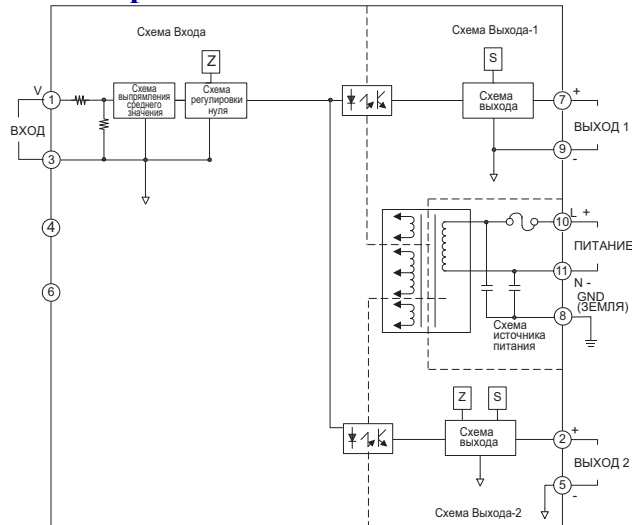 Схема Входа
Схема Выхода-1
Z
S
V
1
Схема
выпрямления
среднего
значения
Схема
регулировки
нуля
Схема
выхода
7
+
ВХОД
ВЫХОД 1
3
9
-
4
10
L +
ПИТАНИЕ
11
N -
6
GND
(ЗЕМЛЯ)
8
Схема
источника
питания
Z
S
Схема
выхода
2
+
ВЫХОД 2
5
-
Схема Выхода-2